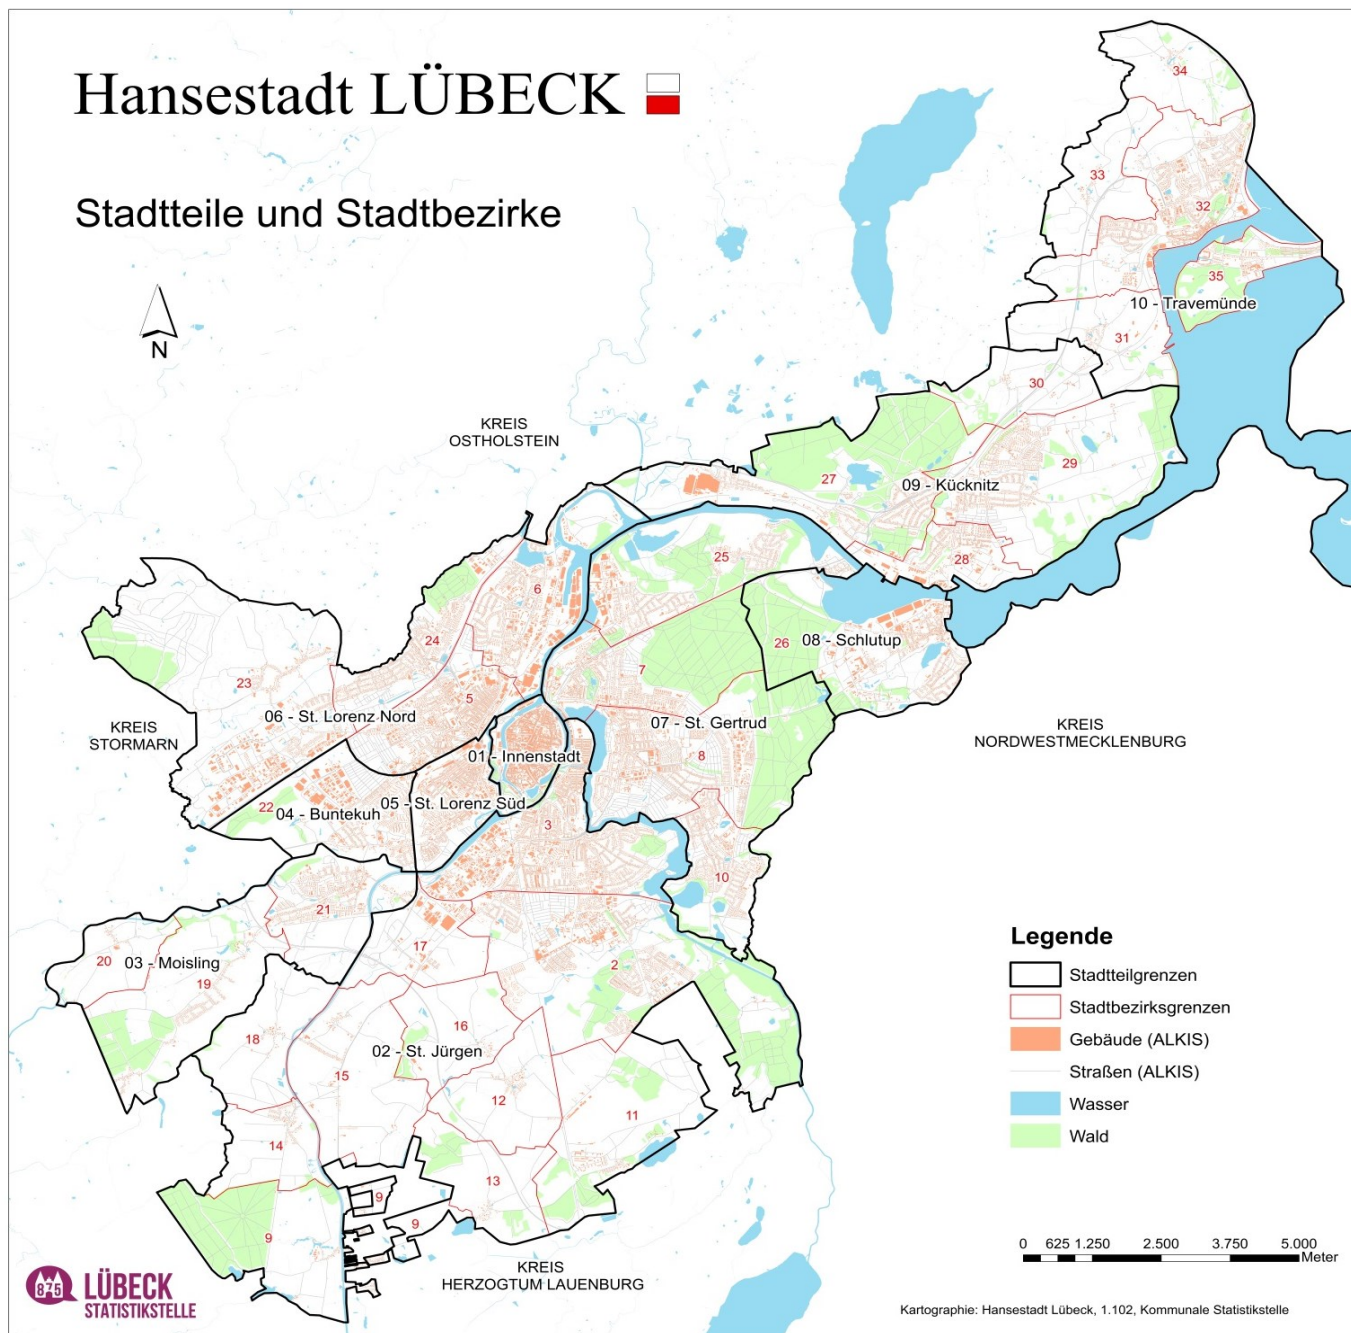 Hansestadt LÜBECK
Stadtteile und Stadtbezirke
N
34
33
32
35
10 - Travemünde
31
30
KREIS
OSTHOLSTEIN
27
09 - Kücknitz
29
28
25
6
26
08 - Schlutup
24
7
23
5
06 - St. Lorenz Nord
07 - St. Gertrud
KREIS
STORMARN
KREIS
NORDWESTMECKLENBURG
01 - Innenstadt
8
22
04 - Buntekuh
05 - St. Lorenz Süd
3
10
21
20
03 - Moisling
19
17
2
18
16
02 - St. Jürgen
15
12
11
14
13
9
9
9
KREIS
HERZOGTUM LAUENBURG
Legende
Stadtteilgrenzen
Stadtbezirksgrenzen
Gebäude (ALKIS)
Straßen (ALKIS)
Wasser
Wald
0 625 1.250 2.500 3.750 5.000
Meter
875
LÜBECK
STATISTIKSTELLE
Kartographie: Hansestadt Lübeck, 1.102, Kommunale Statistikstelle